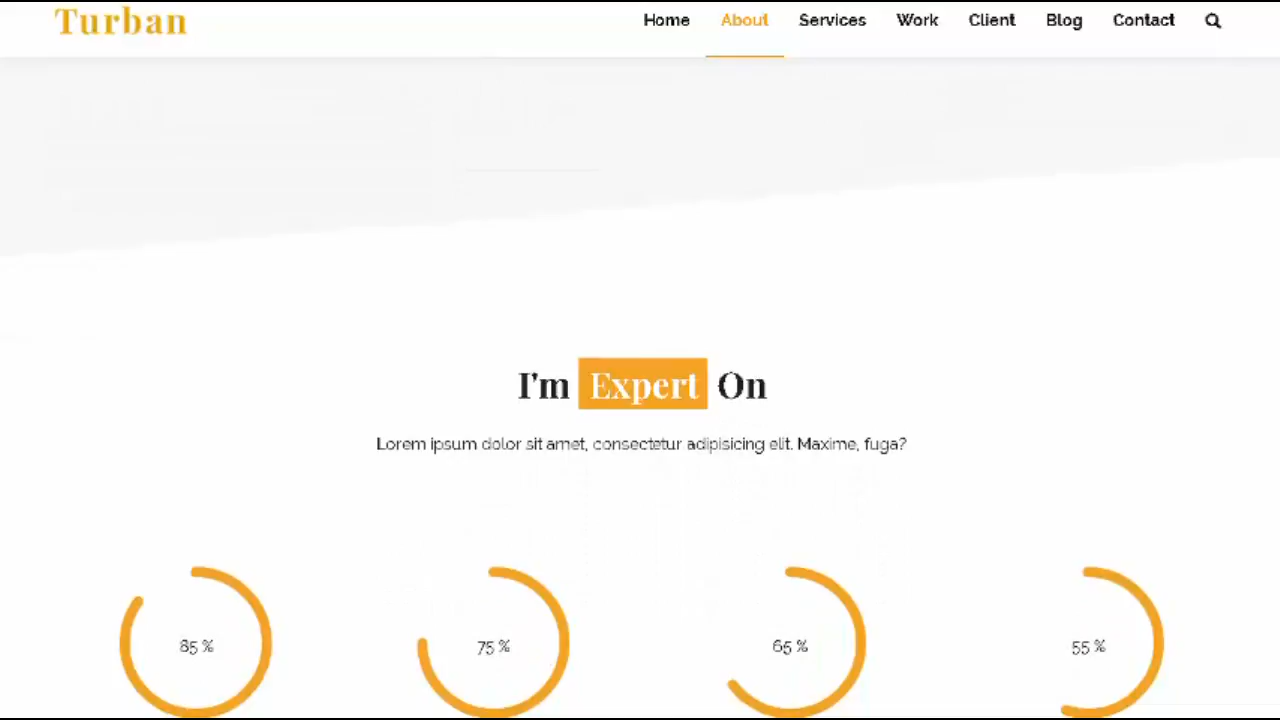 Turban
Home About Services Work Client Blog Contact
I'm Expert On
Lorem ipsum dolor sit amet, consectetur adipisicing elit. Maxime, fuga?
85 % 75 % 65 % 55 %